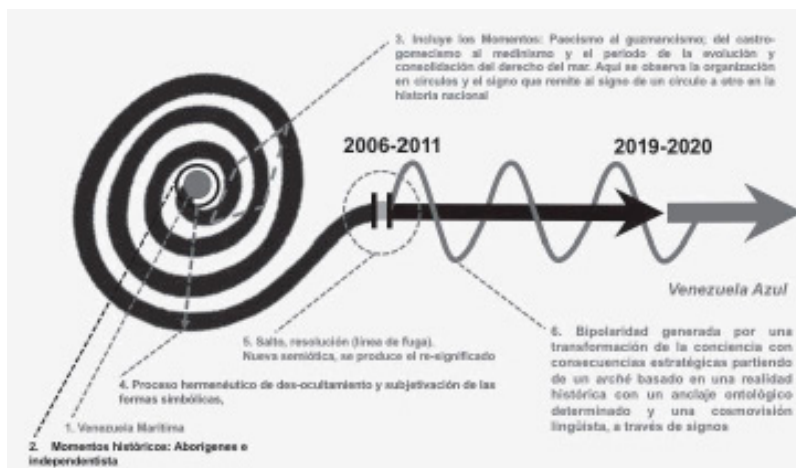 3. Incluye los Momentos: Paecismo al guzmancismo; del castro-
gomecismo al medinismo y el periodo de la evolución y
consolidación del derecho del mar. Aquí se observa la organización
en círculos y el signo que remite al signo de un círculo a otro en la
historia nacional
2006-2011
2019-2020
Venezuela Azul
5. Salto, resolución (línea de fuga).
Nueva semiótica, se produce el re-significado
4. Proceso hermenéutico de des-ocultamiento y subjetivación de las
formas simbólicas,
1. Venezuela Marítima
2. Momentos históricos: Aborígenes e
independentista
6. Bipolaridad generada por una
transformación de la conciencia con
consecuencias estratégicas partiendo
de un arché basado en una realidad
histórica con un anclaje ontológico
determinado y una cosmovisión
lingüista, a través de signos